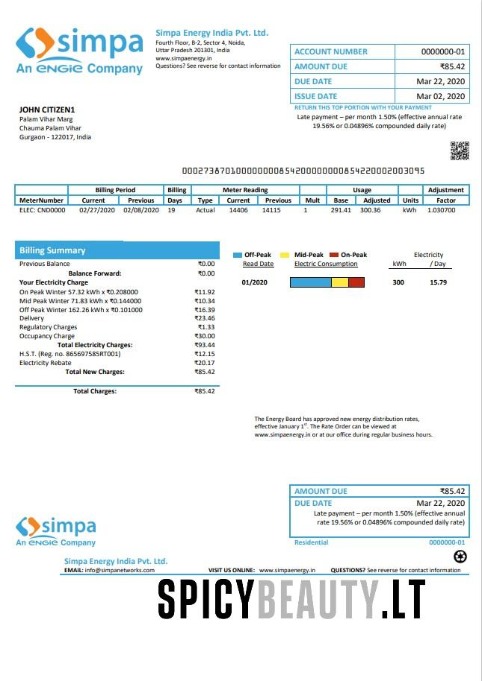 simpa
An ENGIE Company
Simpa Energy India Pvt. Ltd.
Fourth Floor, B-2, Sector 4, Noida,
Uttar Pradesh 201301, India
www.simpaenergy.in
Questions? See reverse for contact information
ACCOUNT NUMBER 0000000-01
AMOUNT DUE ₹85.42
DUE DATE Mar 22, 2020
ISSUE DATE Mar 02, 2020
RETURN THIS TOP PORTION WITH YOUR PAYMENT
Late payment – per month 1.50% (effective annual rate
19.56% or 0.04896% compounded daily rate)
JOHN CITIZEN1
Palam Vihar Marg
Chauma Palam Vihar
Gurgaon - 122017, India
Billing Period Billing Meter Reading Usage Adjustment
MeterNumber Current Previous Days Type Current Previous Mult Base Adjusted Units Factor
ELEC: CND0000 02/27/2020 02/08/2020 19 Actual 14406 14115 1 291.41 300.36 kWh 1.030700
Billing Summary
Previous Balance ₹0.00
Balance Forward: ₹0.00
Your Electricity Charge
On Peak Winter 57.32 kWh x ₹0.208000 ₹11.92
Mid Peak Winter 71.83 kWh x ₹0.144000 ₹10.34
Off Peak Winter 162.26 kWh x ₹0.101000 ₹16.39
Delivery ₹23.46
Regulatory Charges ₹1.33
Occupancy Charge ₹30.00
Total Electricity Charges: ₹93.44
H.S.T. (Reg. no. 865697585RT001) ₹12.15
Electricity Rebate ₹20.17
Total New Charges: ₹85.42
Total Charges: ₹85.42
Off-Peak Mid-Peak On-Peak Electricity
Read Date Electric Consumption kWh / Day
01/2020 300 15.79
The Energy Board has approved new energy distribution rates,
effective January 1st. The Rate Order can be viewed at
www.simpaenergy.in or at our office during regular business hours.
AMOUNT DUE ₹85.42
DUE DATE Mar 22, 2020
Late payment – per month 1.50% (effective annual
rate 19.56% or 0.04896% compounded daily rate)
Residential 0000000-01
simpa
An ENGIE Company
Simpa Energy India Pvt. Ltd.
EMAIL: info@simpanetworks.com VISIT US ONLINE: www.simpaenergy.in QUESTIONS? See reverse for contact information
SPICYBEAUTY.LT